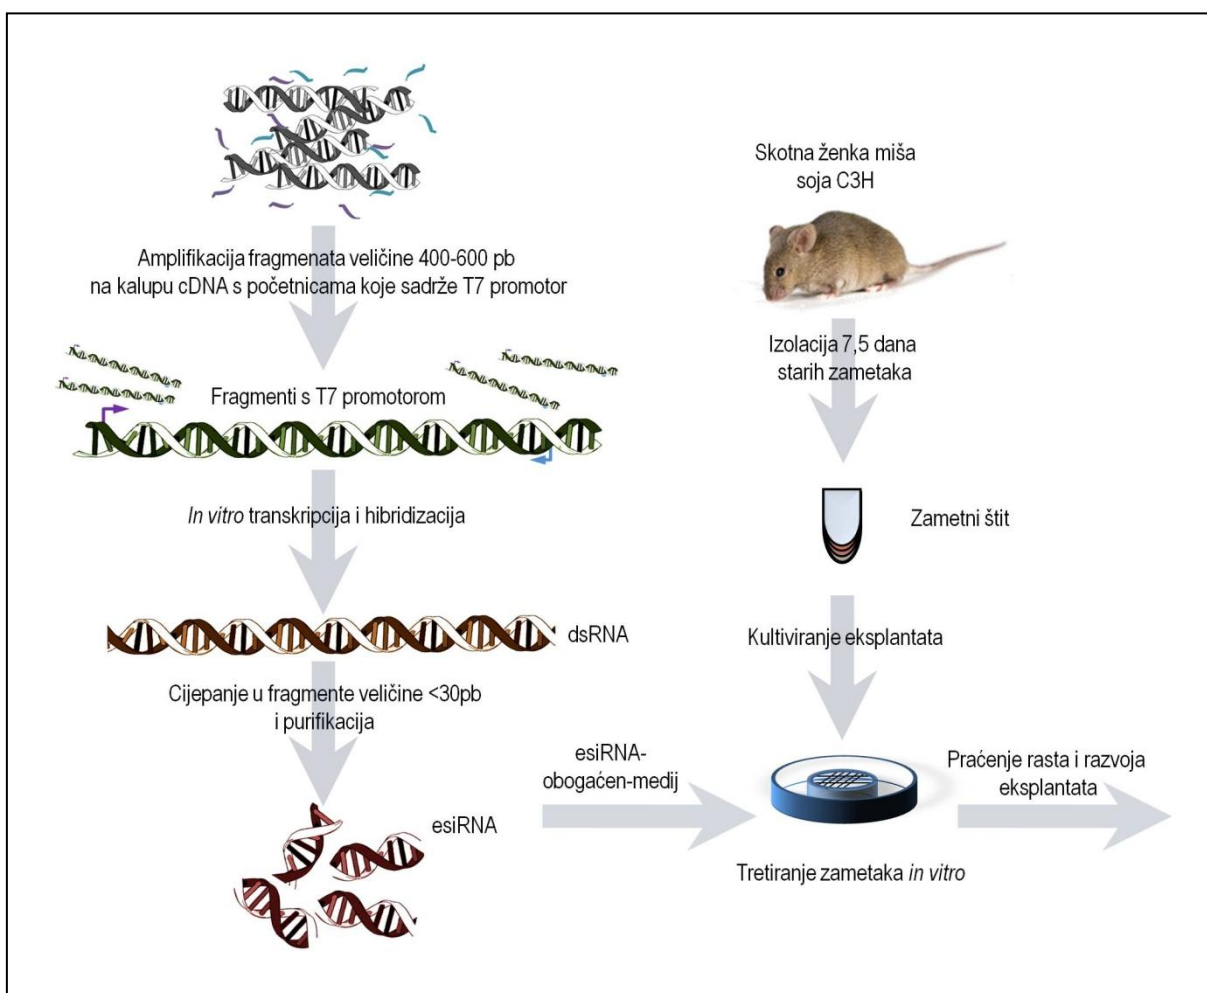 Amplifikacija fragmenata veličine 400-600 pb
na kalupu cDNA s početnicama koje sadrže T7 promotor
Fragmenti s T7 promotorom
In vitro transkripcija i hibridizacija
dsRNA
Cijepanje u fragmente veličine <30pb
i purifikacija
esiRNA
esiRNA-
obogaćen-medij
Skotna ženka miša
soja C3H
Izolacija 7,5 dana
starih zametaka
Zametni štit
Kultiviranje eksplantata
Tretiranje zametaka in vitro
Praćenje rasta i razvoja
eksplantata